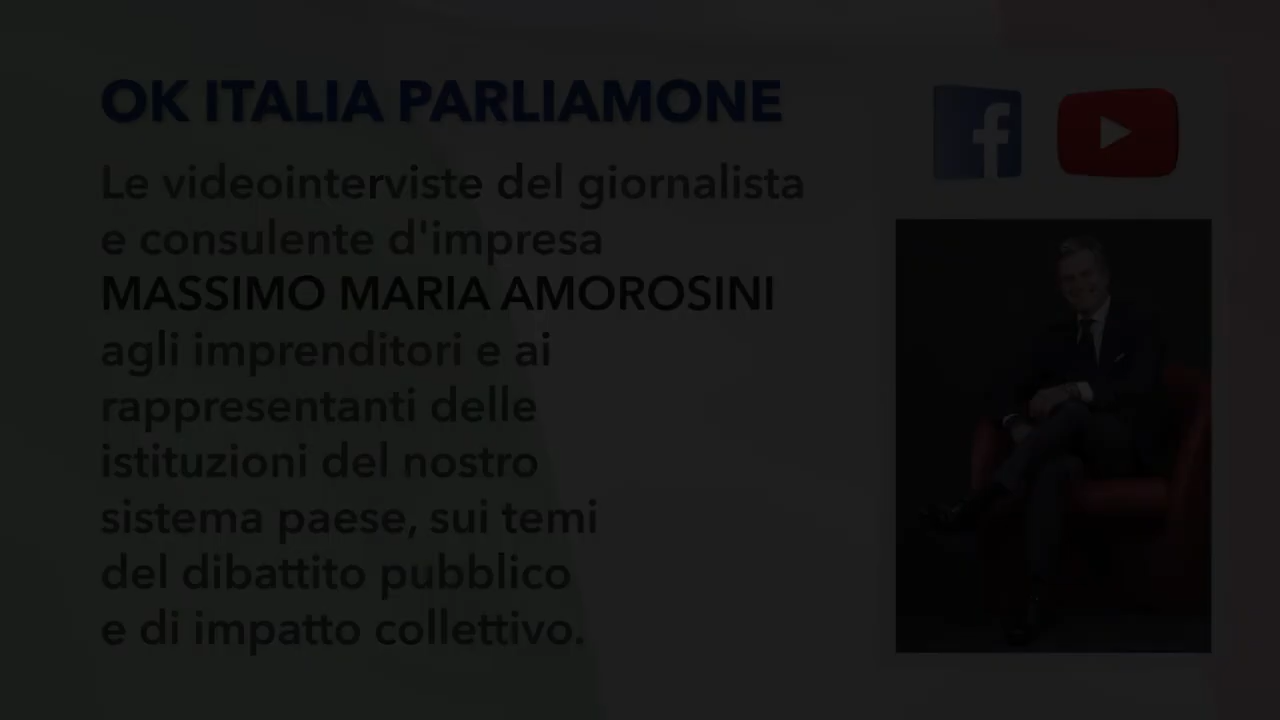 OK ITALIA PARLIAMONE
Le videointerviste del giornalista
e consulente d'impresa
MASSIMO MARIA AMOROSINI
agli imprenditori e ai
rappresentanti delle
istituzioni del nostro
sistema paese, sui temi
del dibattito pubblico
e di impatto collettivo.